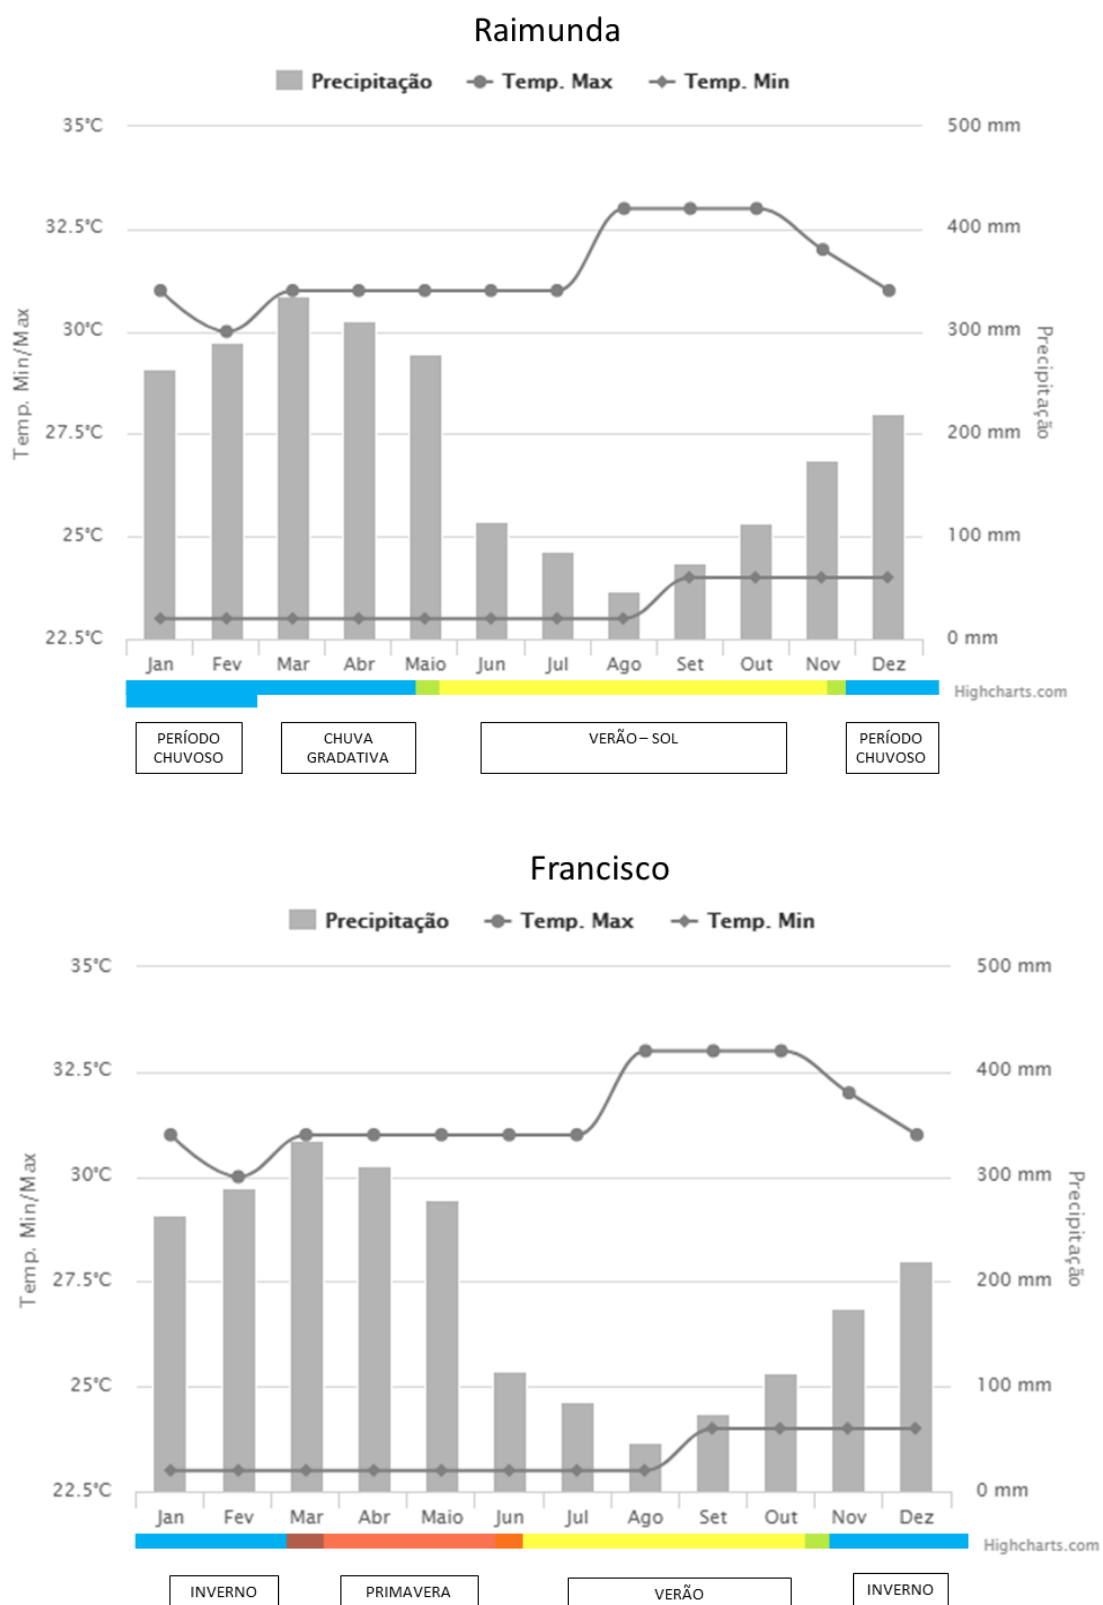 Raimunda
Precipitação Temp. Max Temp. Min
35°C 500 mm
32.5°C 400 mm
30°C 300 mm
27.5°C 200 mm
25°C 100 mm
22.5°C 0 mm
Temp. Min/Max
Precipitação
Jan Fev Mar Abr Maio Jun Jul Ago Set Out Nov Dez
Highcharts.com
PERÍODO CHUVOSO
CHUVA GRADATIVA
VERÃO – SOL
PERÍODO CHUVOSO
Francisco
Precipitação Temp. Max Temp. Min
35°C 500 mm
32.5°C 400 mm
30°C 300 mm
27.5°C 200 mm
25°C 100 mm
22.5°C 0 mm
Temp. Min/Max
Precipitação
Jan Fev Mar Abr Maio Jun Jul Ago Set Out Nov Dez
Highcharts.com
INVERNO PRIMAVERA VERÃO INVERNO